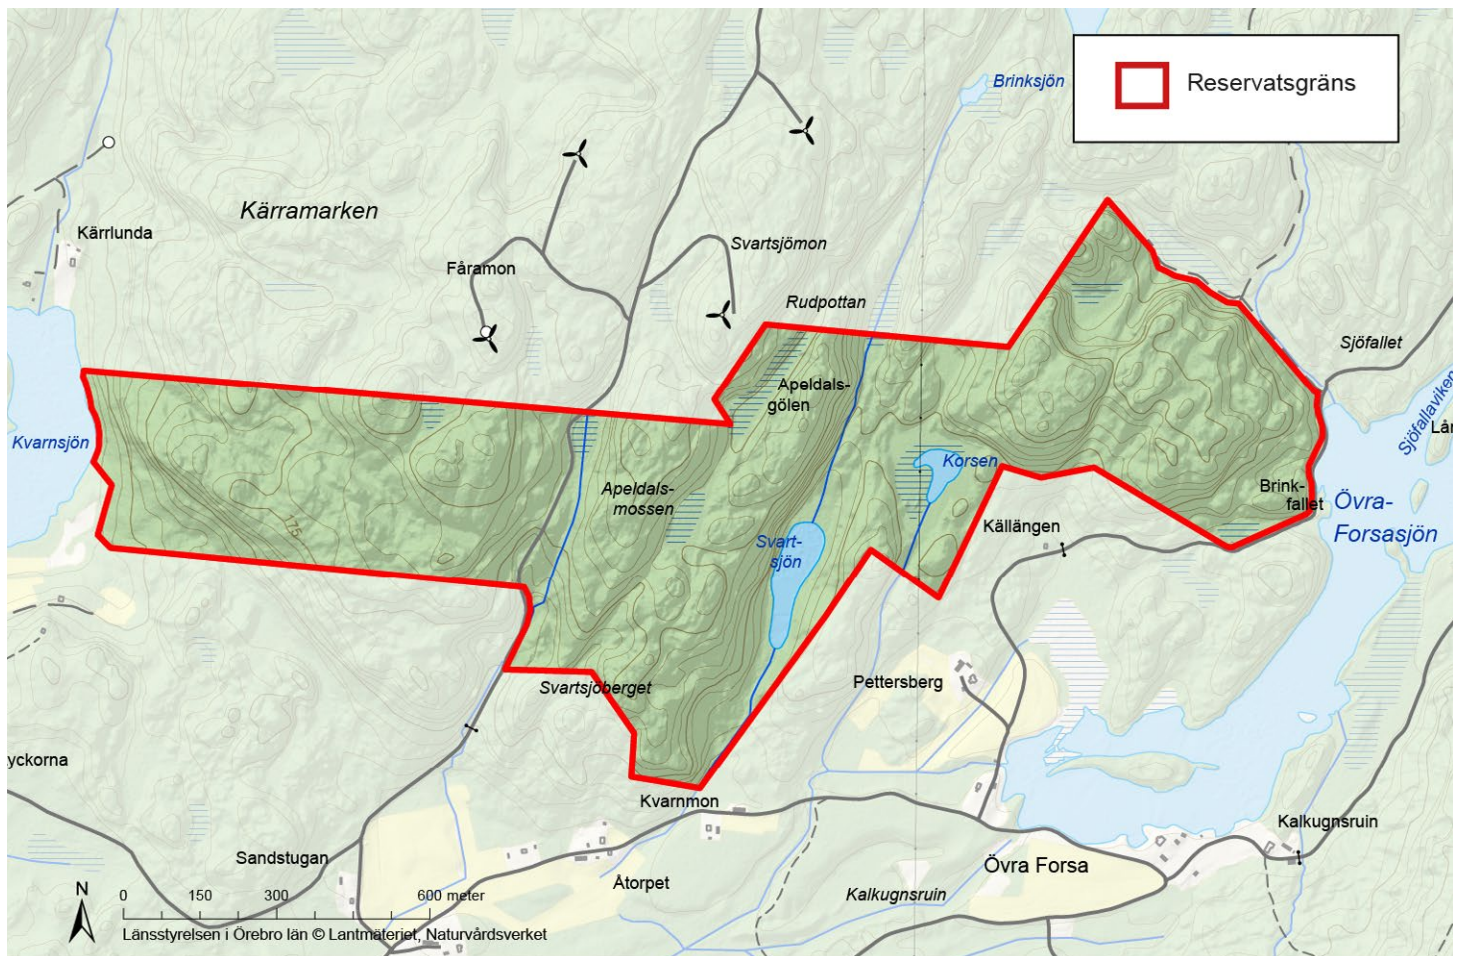 Brinksjön
Reservatsgräns
Kärramarken
Kärrlunda
Svartsjömon
Fåramon
Rudpottan
Sjöfallet
Apeldals-
gölen
Sjöfallaviken
Kvarnsjön
Korsen
Apeldals-
mossen
Brink-
fallet
Övra-
Forsasjön
Källängen
Svart-
sjön
175
Pettersberg
Svartsjöberget
yckorna
Kvarnmon
Kalkugnsruin
Sandstugan
Övra Forsa
Åtorpet
Kalkugnsruin
N
0 150 300 600 meter
Länsstyrelsen i Örebro län © Lantmäteriet, Naturvårdsverket